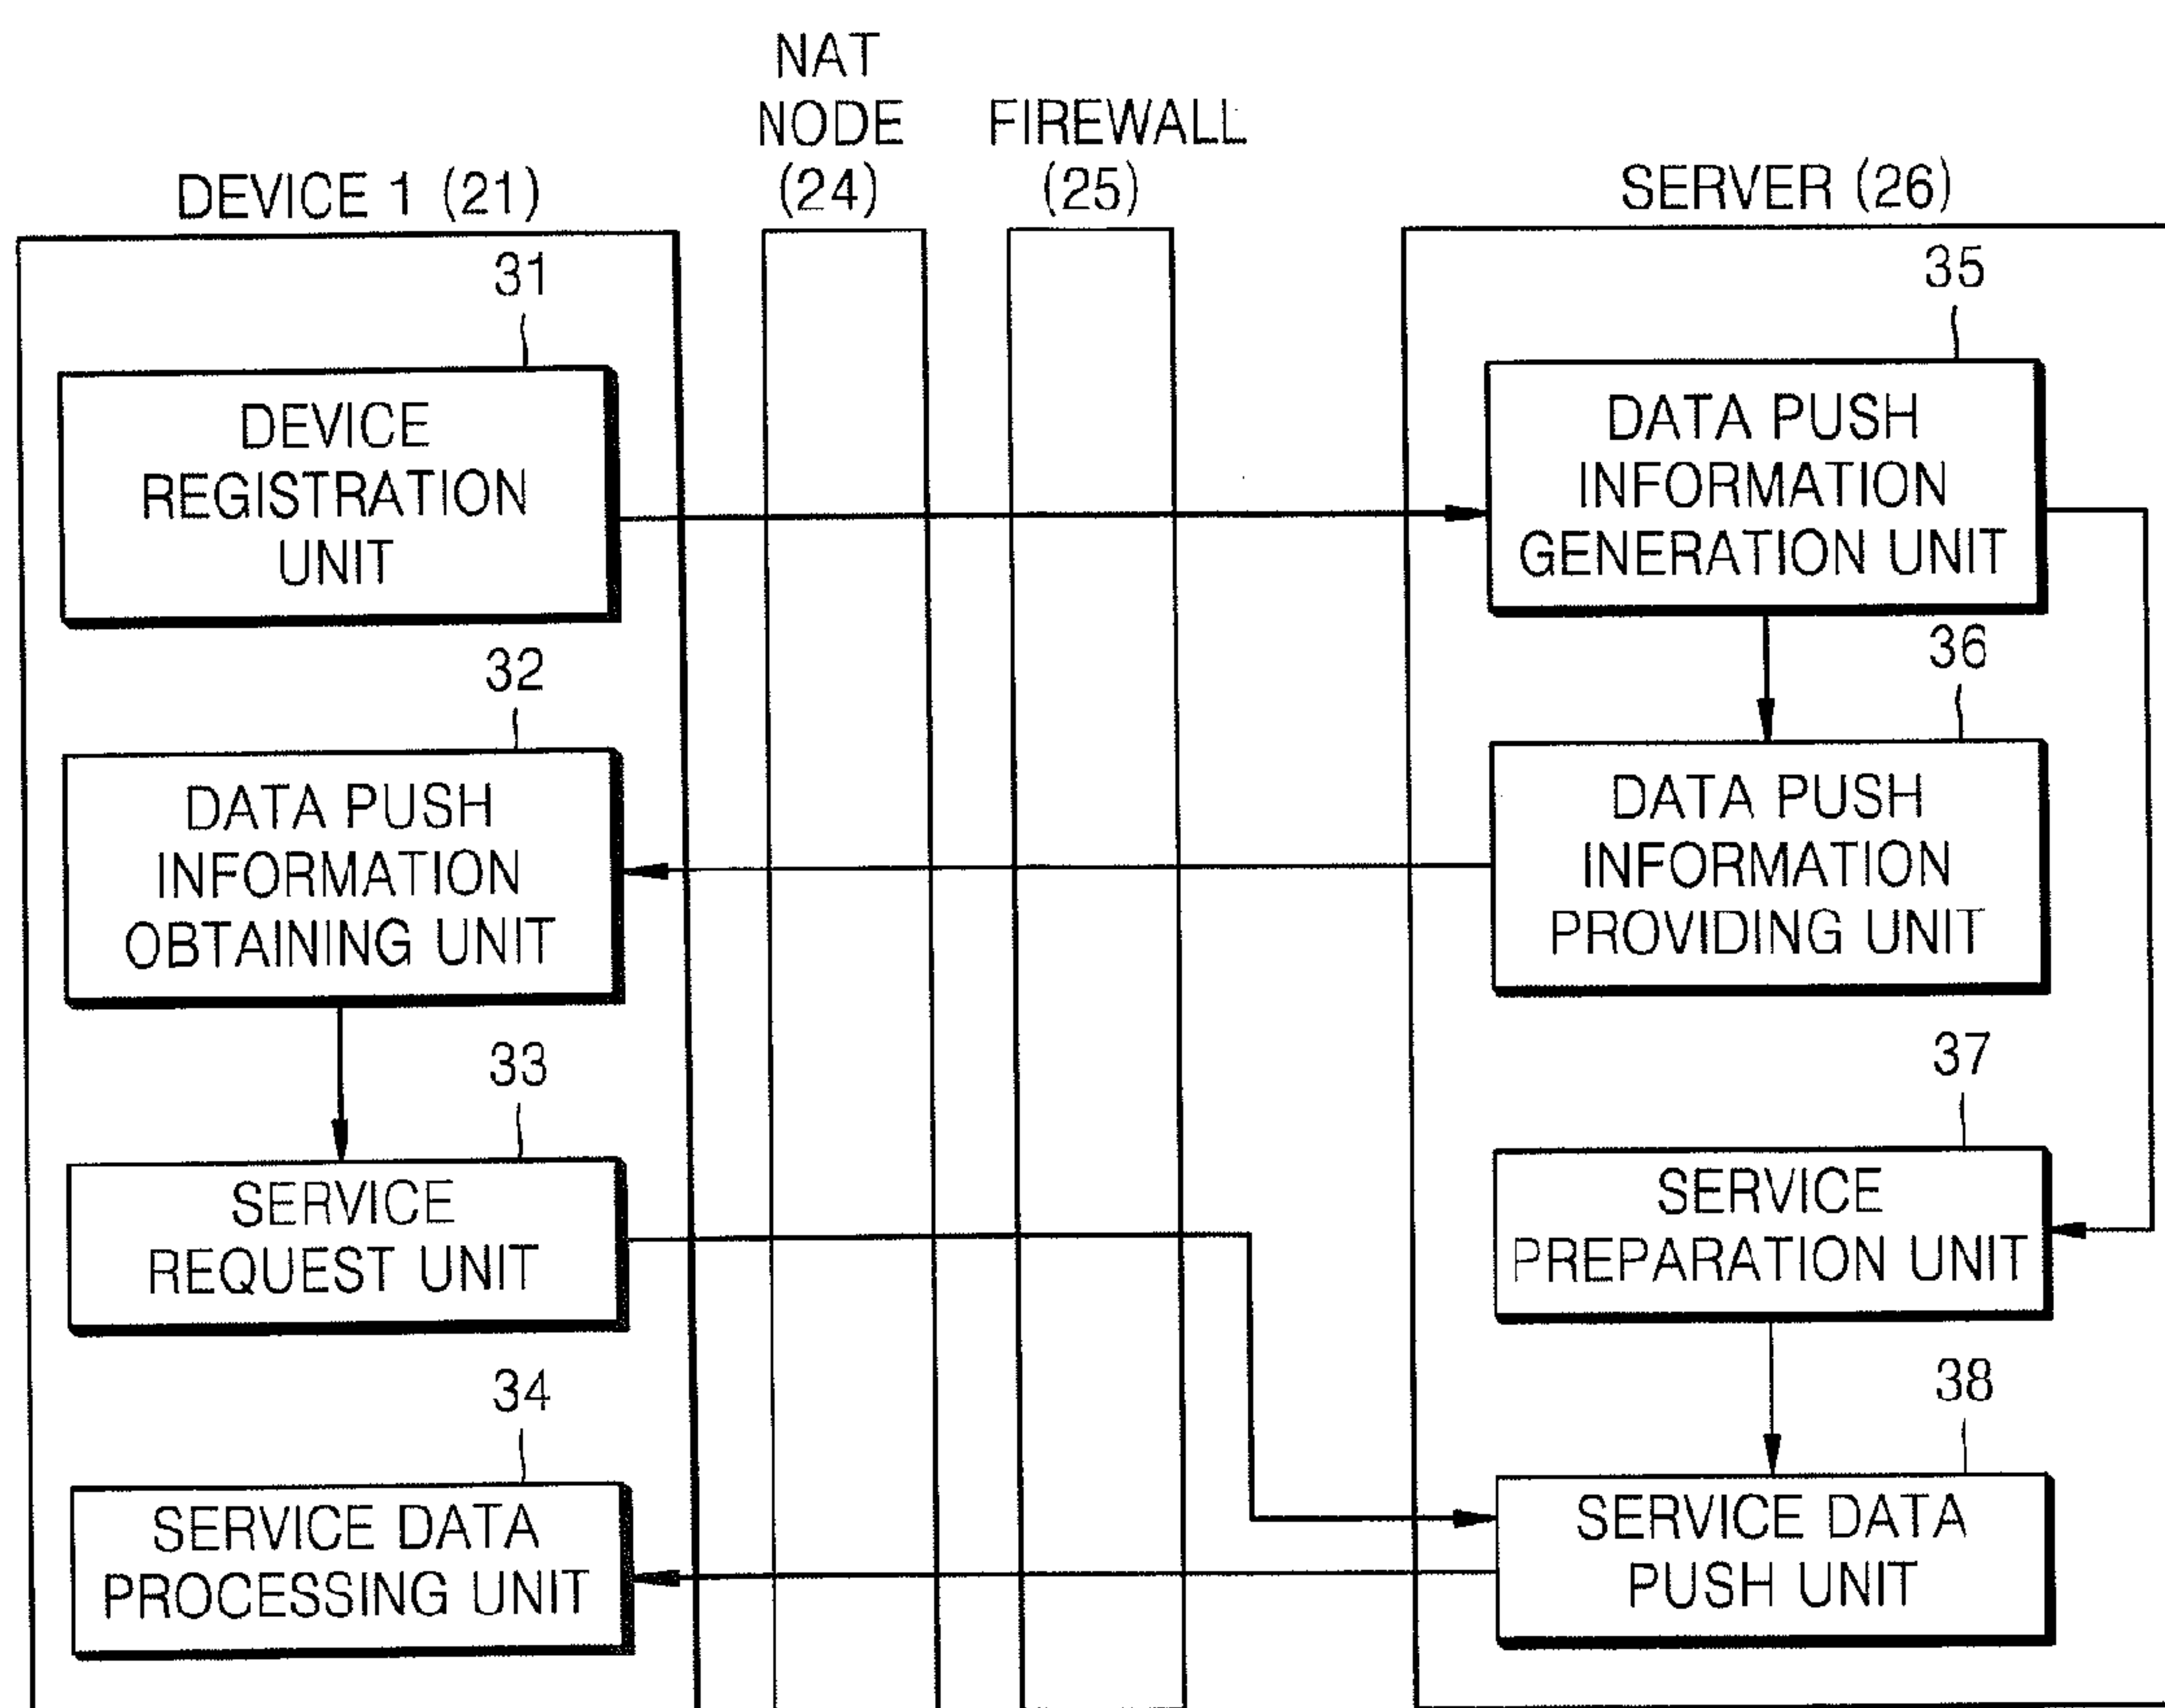 NAT
NODE
(24)
FIREWALL
(25)
DEVICE 1 (21)
SERVER (26)
31
DEVICE
REGISTRATION
UNIT
32
DATA PUSH
INFORMATION
OBTAINING UNIT
33
SERVICE
REQUEST UNIT
34
SERVICE DATA
PROCESSING UNIT
35
DATA PUSH
INFORMATION
GENERATION UNIT
36
DATA PUSH
INFORMATION
PROVIDING UNIT
37
SERVICE
PREPARATION UNIT
38
SERVICE DATA
PUSH UNIT